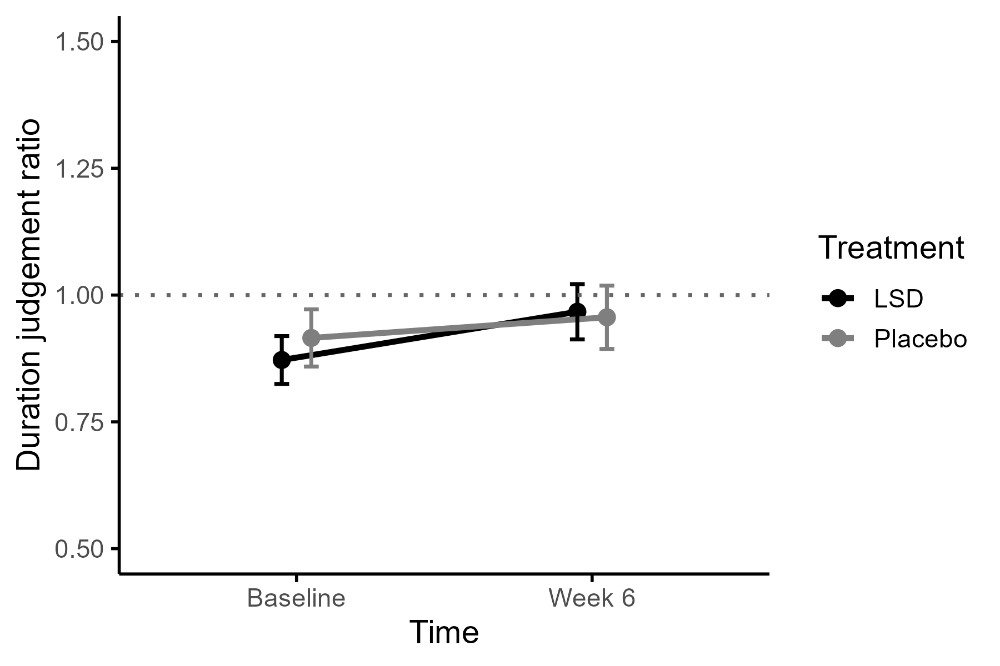 Duration judgement ratio
1.50
1.25
1.00
0.75
0.50
Baseline
Week 6
Time
Treatment
LSD
Placebo